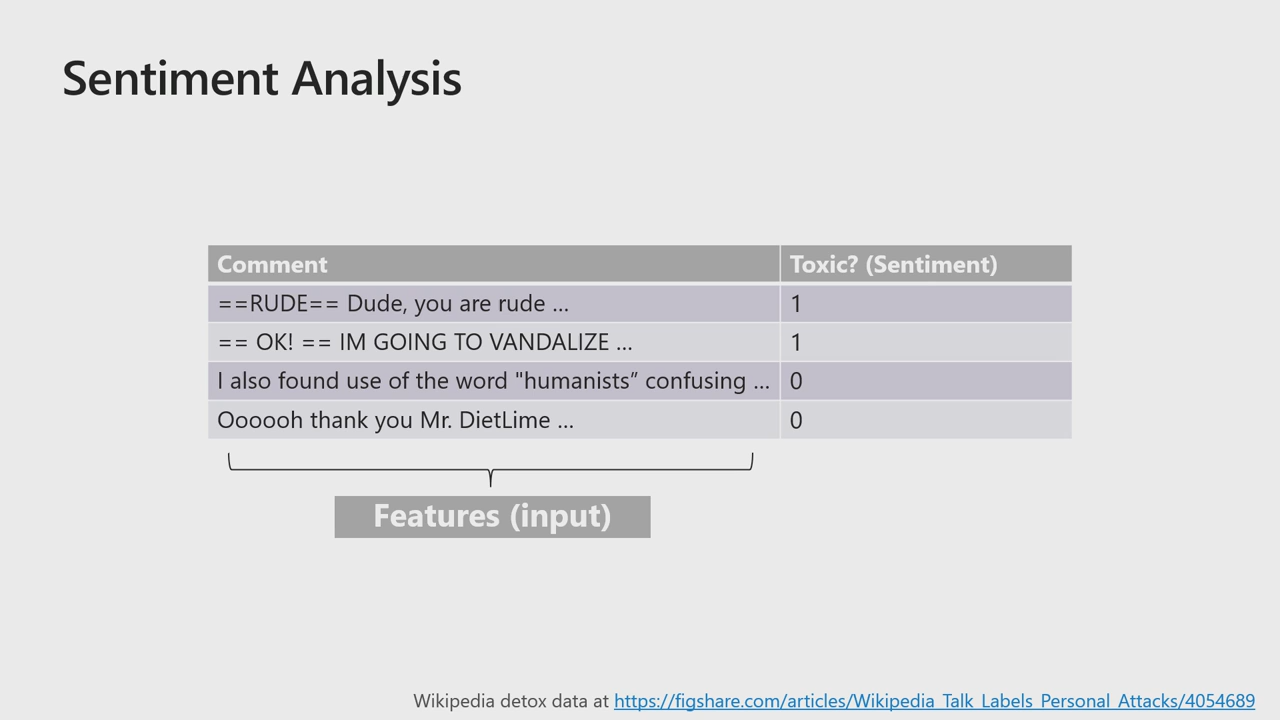 Sentiment Analysis
Comment Toxic? (Sentiment)
==RUDE== Dude, you are rude ... 1
== OK! == IM GOING TO VANDALIZE ... 1
I also found use of the word "humanists” confusing ... 0
Oooooh thank you Mr. DietLime ... 0
Features (input)
Wikipedia detox data at https://figshare.com/articles/Wikipedia_Talk_Labels_Personal_Attacks/4054689